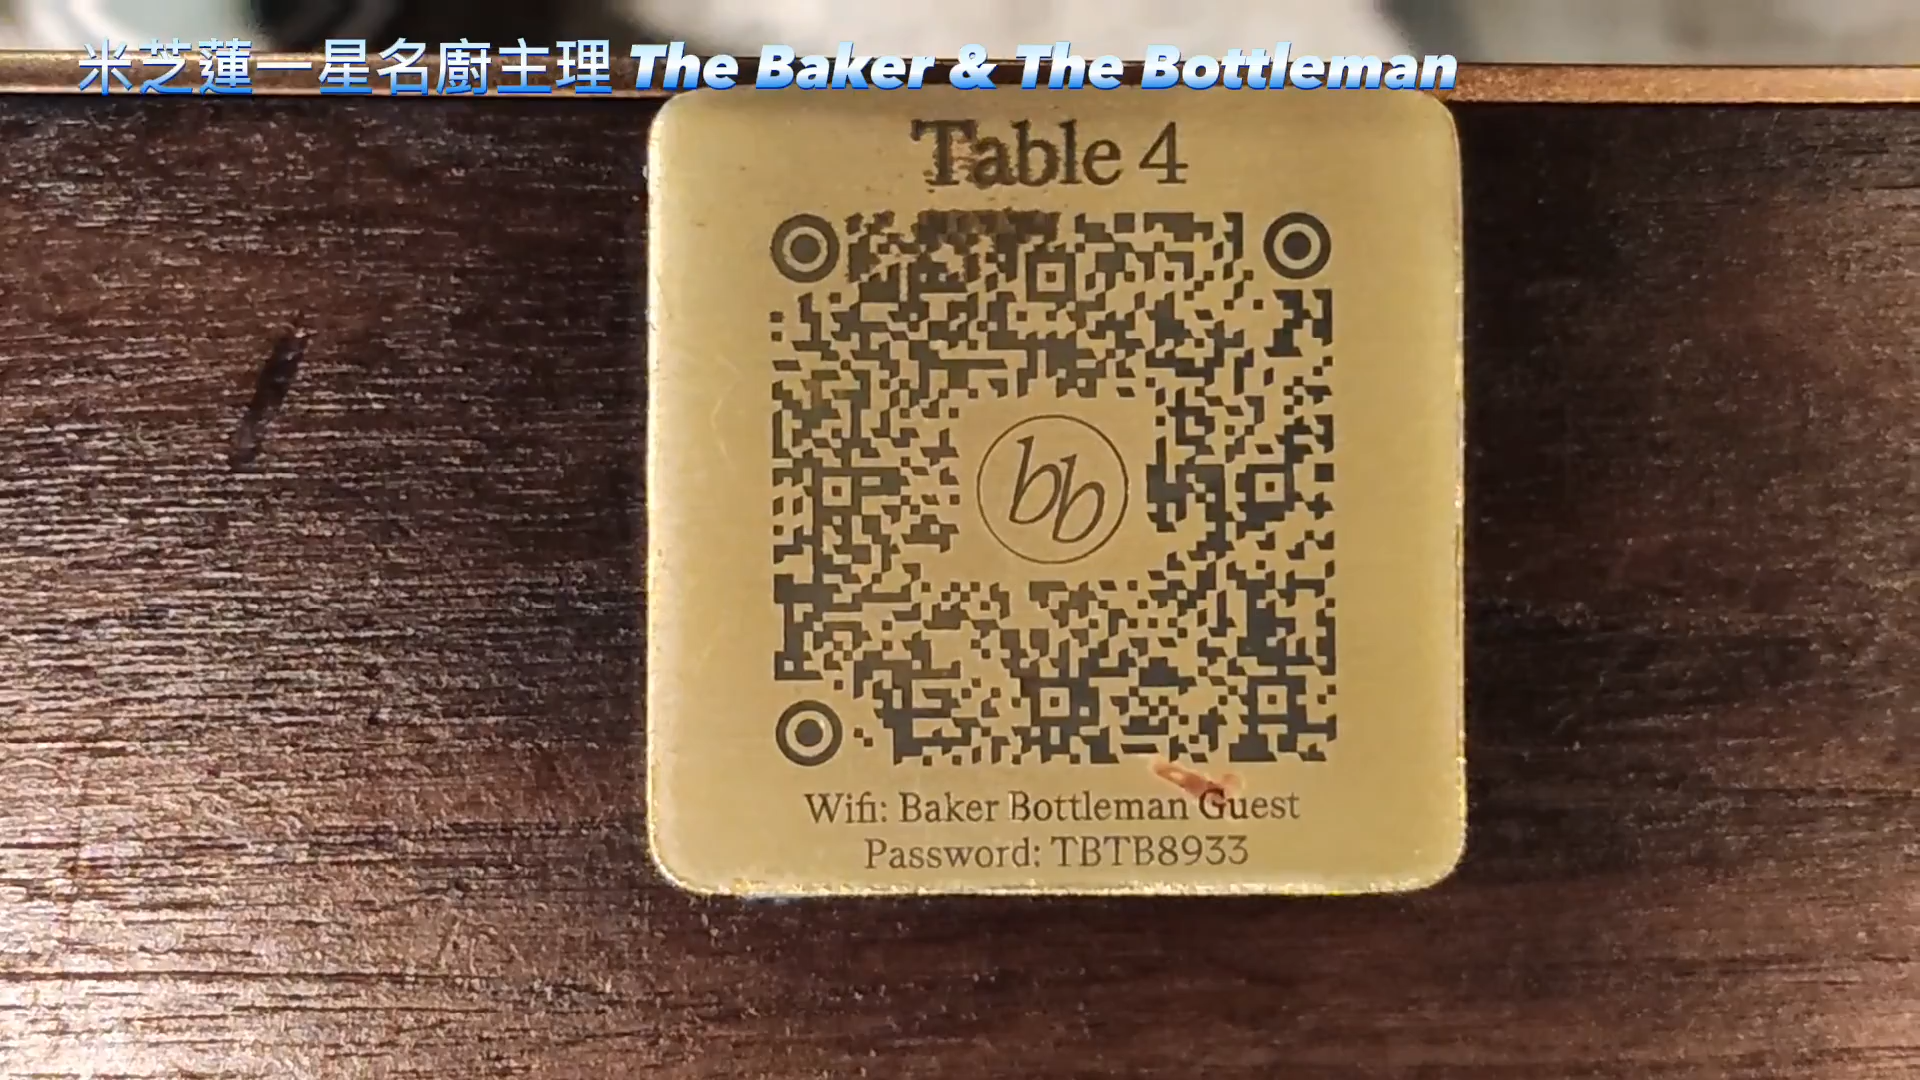 米芝蓮一星名廚主理 The Baker & The Bottleman
Table 4
bb
Wifi: Baker Bottleman Guest
Password: TBTB8933